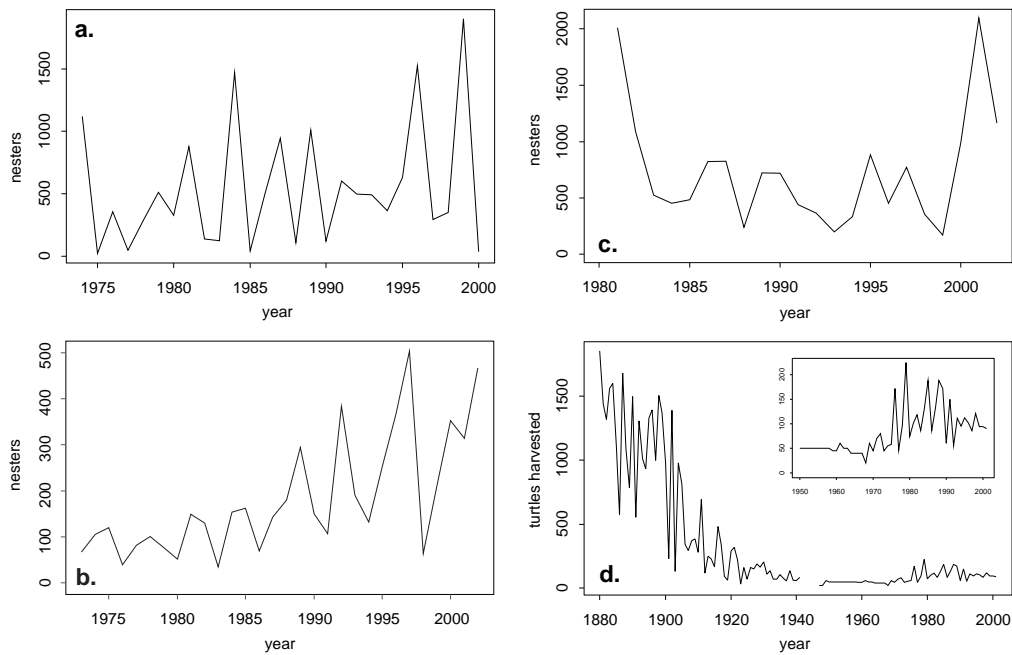 a.
nesters
0 500 1000 1500
1975 1980 1985 1990 1995 2000
year
c.
nesters
0 500 1000 1500 2000
1980 1985 1990 1995 2000
year
b.
nesters
0 100 200 300 400 500
1975 1980 1985 1990 1995 2000
year
d.
turtles harvested
0 500 1000 1500
1880 1900 1920 1940 1960 1980 2000
year
0 50 100 150 200
1950 1960 1970 1980 1990 2000